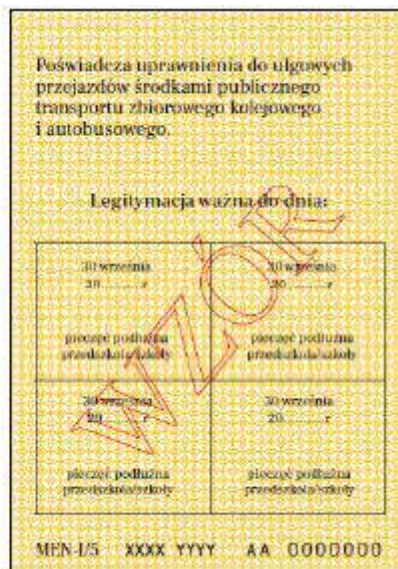 Poświadcza uprawnienia do ulgowych
przejazdów środkami publicznego
transportu zbiorowego kolejowego
i autobusowego.
Legitymacja ważna do dnia:
30 września
20...........r
pieczęć podłużna
przedszkola/szkoły
30 września
20...........r
pieczęć podłużna
przedszkola/szkoły
30 września
20...........r
pieczęć podłużna
przedszkola/szkoły
30 września
20...........r
pieczęć podłużna
przedszkola/szkoły
WZÓR
MEN-I/5 XXXX YYYY AA 0000000